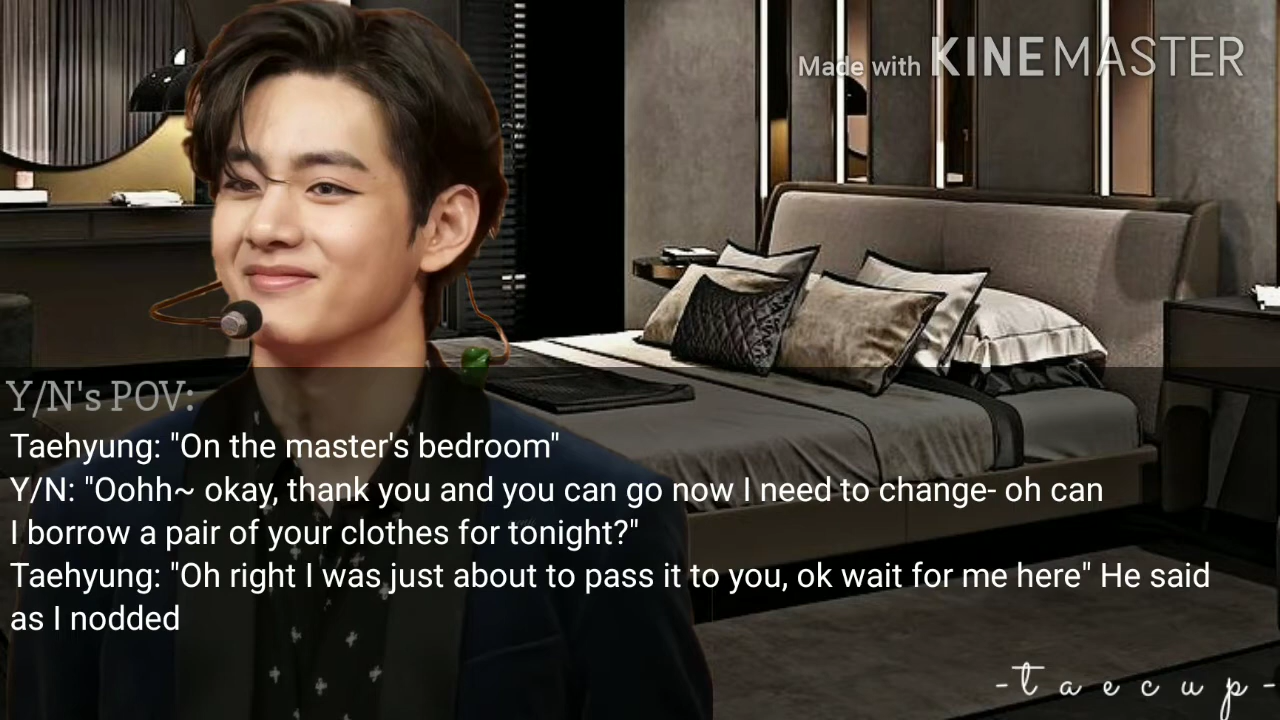 Made with KINEMASTER
Y/N's POV:
Taehyung: "On the master's bedroom"
Y/N: "Oohh~ okay, thank you and you can go now I need to change- oh can
I borrow a pair of your clothes for tonight?"
Taehyung: "Oh right I was just about to pass it to you, ok wait for me here" He said
as I nodded
-taecup-